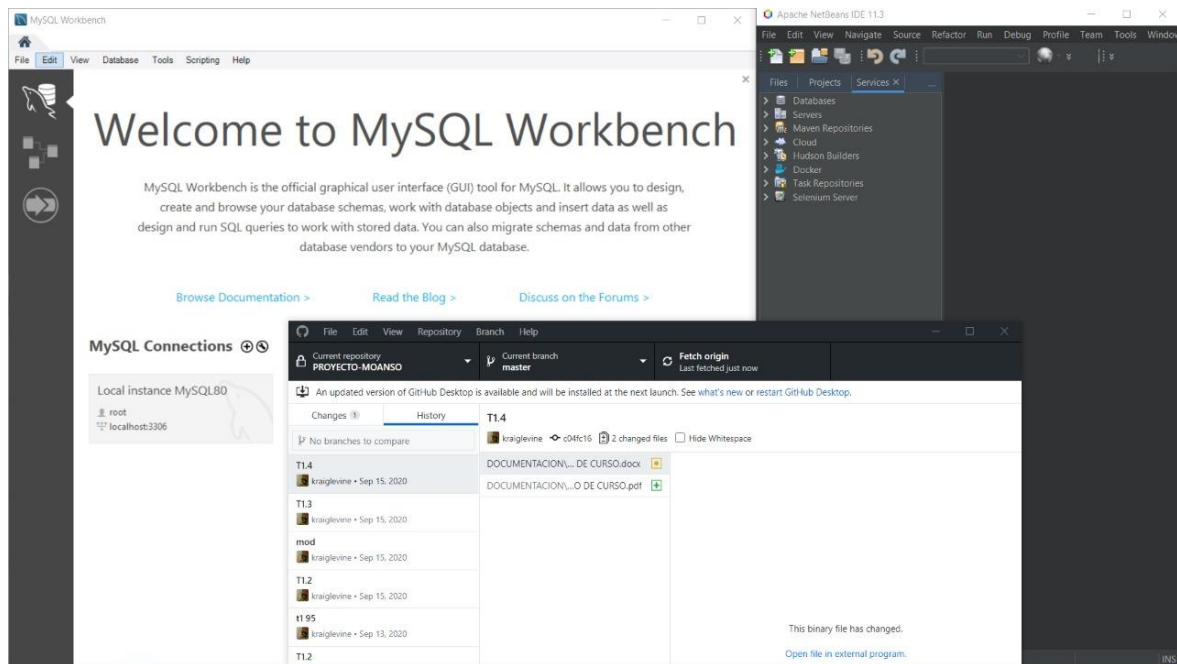 MySQL Workbench
File Edit View Database Tools Scripting Help
Welcome to MySQL Workbench
MySQL Workbench is the official graphical user interface (GUI) tool for MySQL. It allows you to design,
create and browse your database schemas, work with database objects and insert data as well as
design and run SQL queries to work with stored data. You can also migrate schemas and data from other
database vendors to your MySQL database.
Browse Documentation > Read the Blog > Discuss on the Forums >
MySQL Connections
Local instance MySQL80
root
localhost:3306
Apache NetBeans IDE 11.3
File Edit View Navigate Source Refactor Run Debug Profile Team Tools Window
Files Projects Services
Databases
Servers
Maven Repositories
Cloud
Hudson Builders
Docker
Task Repositories
Selenium Server
INS
File Edit View Repository Branch Help
Current repository
PROYECTO-MOANSO
Current branch
master
Fetch origin
Last fetched just now
An updated version of GitHub Desktop is available and will be installed at the next launch. See what's new or restart GitHub Desktop.
Changes 1 History
No branches to compare
T1.4
kraiglevine • Sep 15, 2020
T1.3
kraiglevine • Sep 15, 2020
mod
kraiglevine • Sep 15, 2020
T1.2
kraiglevine • Sep 15, 2020
t1 95
kraiglevine • Sep 13, 2020
T1.2
T1.4
kraiglevine c04fc16 2 changed files Hide Whitespace
DOCUMENTACION\... DE CURSO.docx
DOCUMENTACION\...O DE CURSO.pdf
This binary file has changed.
Open file in external program.